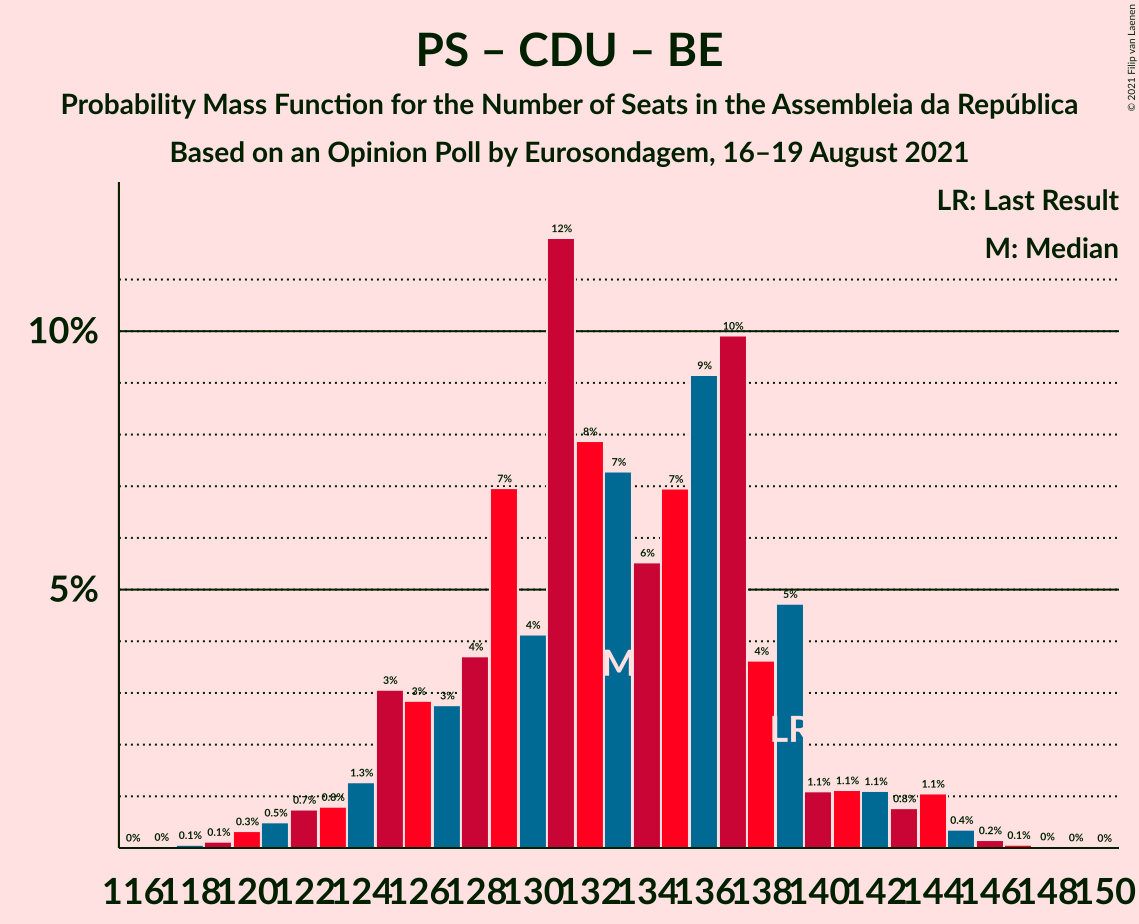 © 2021 Filip van Laenen
PS – CDU – BE
Probability Mass Function for the Number of Seats in the Assembleia da República
Based on an Opinion Poll by Eurosondagem, 16–19 August 2021
LR: Last Result
M: Median
10%
5%
0% 0% 0.1% 0.1% 0.3% 0.5% 0.7% 0.8% 1.3% 3% 3% 3% 4% 7% 4% 12% 8% 7% 6% 7% 9% 10% 4% 5% 1.1% 1.1% 1.1% 0.8% 1.1% 0.4% 0.2% 0.1% 0% 0% 0%
M
LR
116 118 120 122 124 126 128 130 132 134 136 138 140 142 144 146 148 150